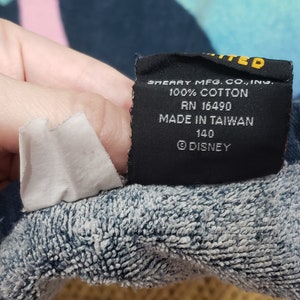 SHERRY MFG. CO., INC.
100% COTTON
RN 16490
MADE IN TAIWAN
140
© DISNEY